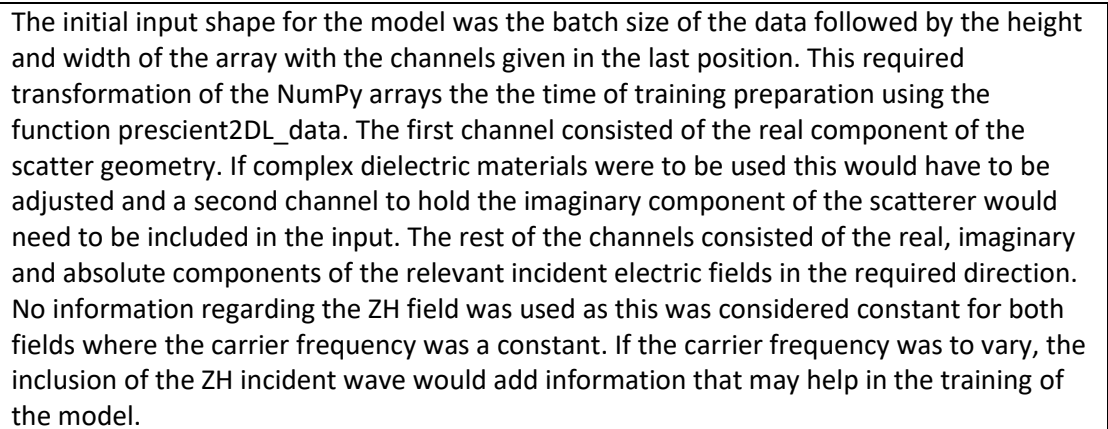 The initial input shape for the model was the batch size of the data followed by the height
and width of the array with the channels given in the last position. This required
transformation of the NumPy arrays the the time of training preparation using the
function prescient2DL_data. The first channel consisted of the real component of the
scatter geometry. If complex dielectric materials were to be used this would have to be
adjusted and a second channel to hold the imaginary component of the scatterer would
need to be included in the input. The rest of the channels consisted of the real, imaginary
and absolute components of the relevant incident electric fields in the required direction.
No information regarding the ZH field was used as this was considered constant for both
fields where the carrier frequency was a constant. If the carrier frequency was to vary, the
inclusion of the ZH incident wave would add information that may help in the training of
the model.